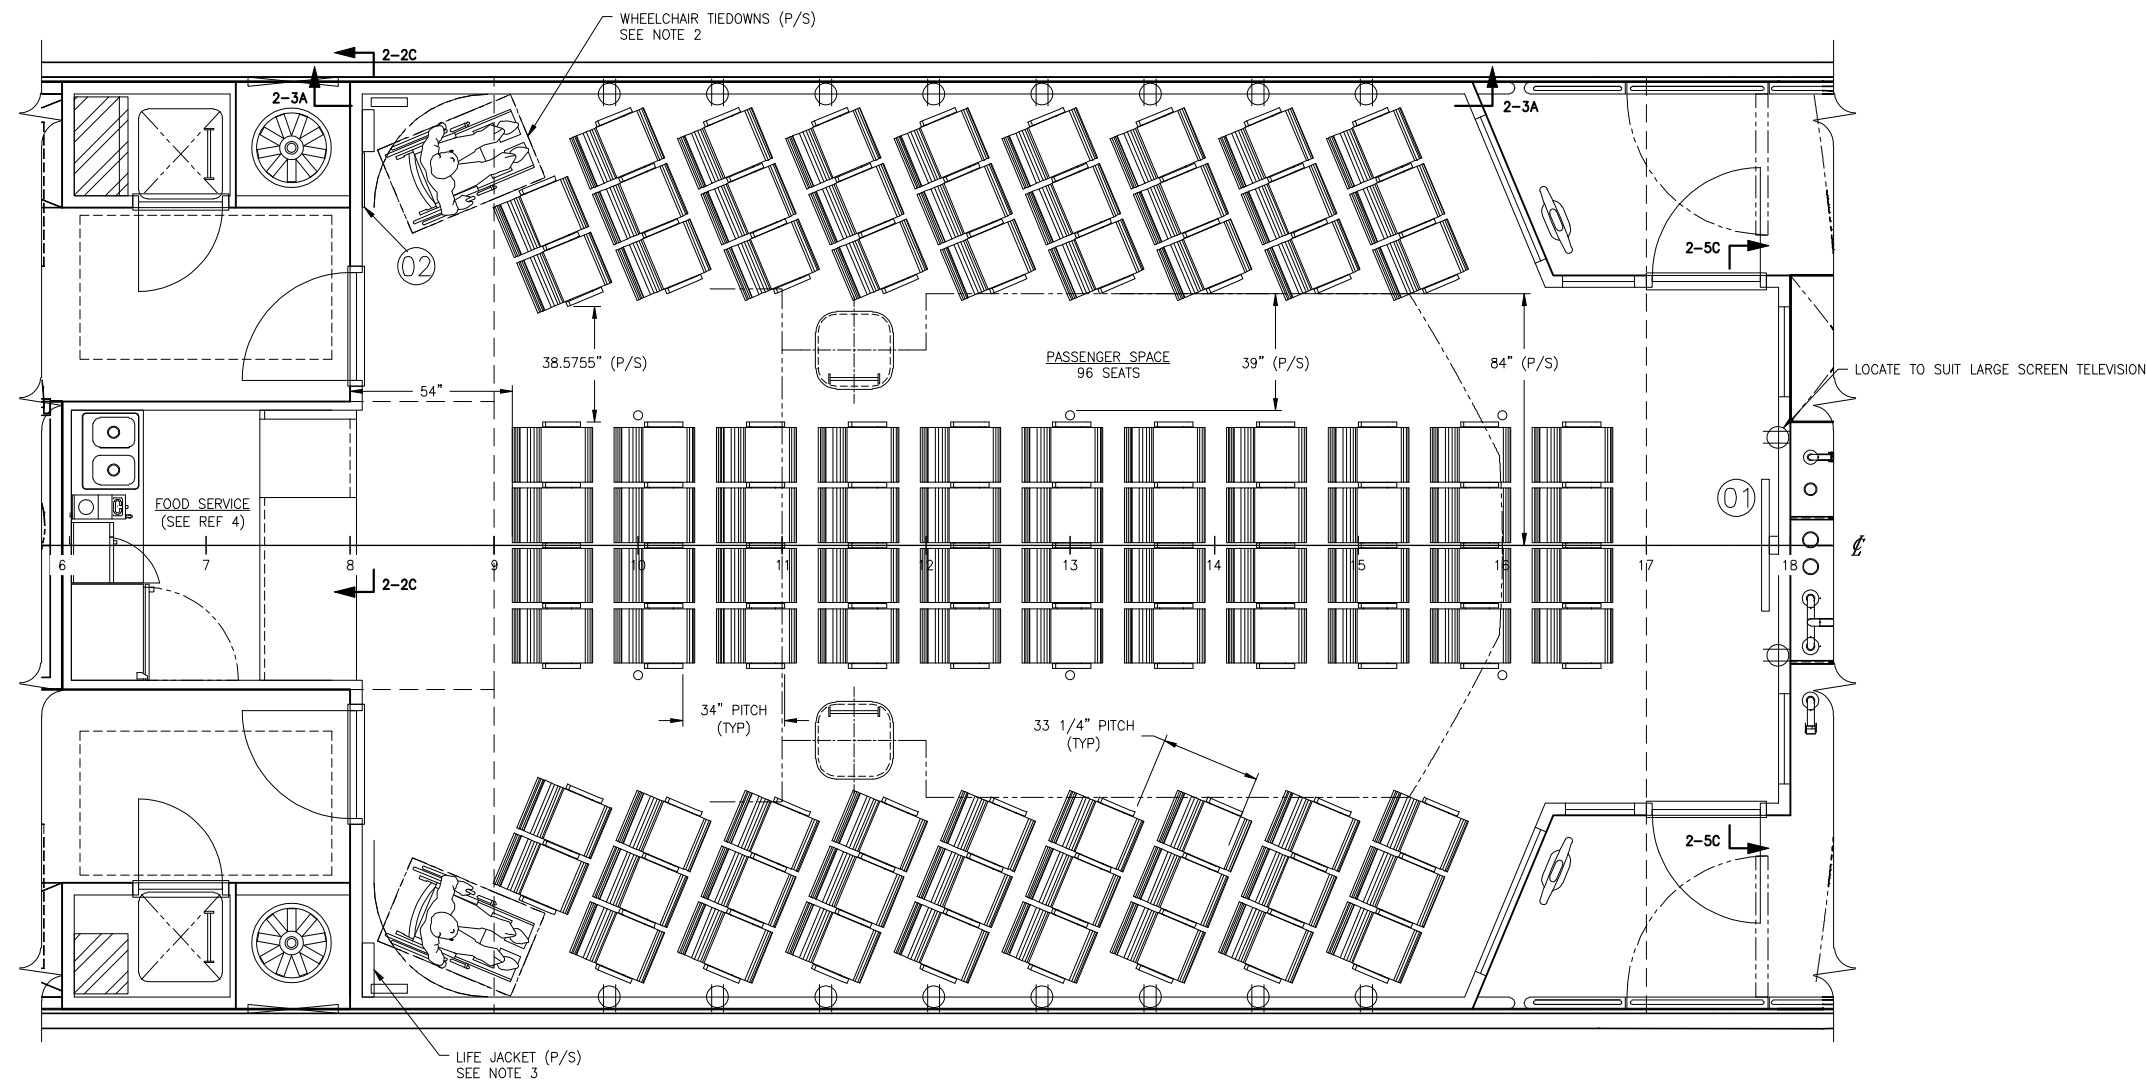 WHEELCHAIR TIEDOWNS (P/S)
SEE NOTE 2
2-2C
2-3A
2-3A
02
2-5C
38.5755" (P/S)
PASSENGER SPACE
96 SEATS
39" (P/S)
84" (P/S)
LOCATE TO SUIT LARGE SCREEN TELEVISION
54"
FOOD SERVICE
(SEE REF 4)
01
6 7 8 9 10 11 12 13 14 15 16 17 18
℄
2-2C
34" PITCH
(TYP)
33 1/4" PITCH
(TYP)
2-5C
LIFE JACKET (P/S)
SEE NOTE 3